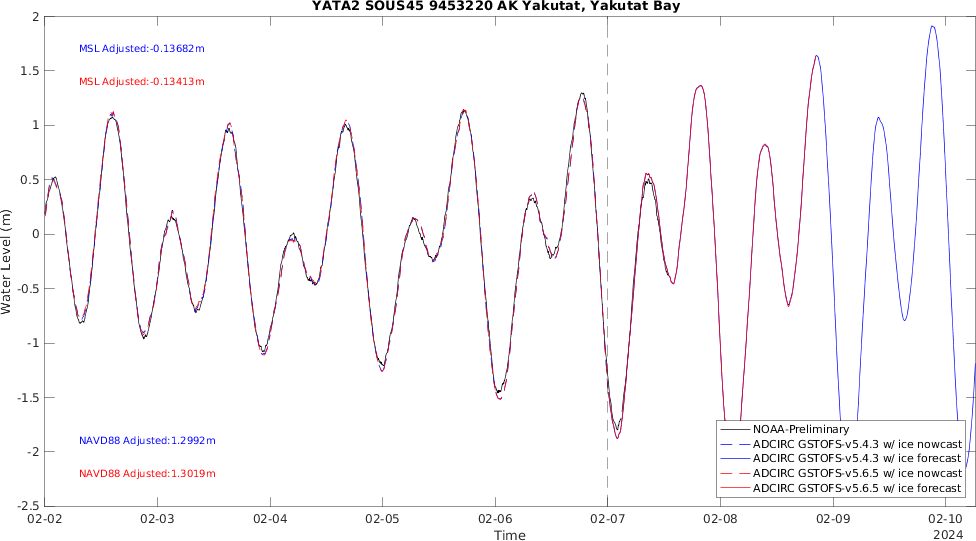 YATA2 SOUS45 9453220 AK Yakutat, Yakutat Bay
2
1.5
1
0.5
0
-0.5
-1
-1.5
-2
-2.5
Water Level (m)
MSL Adjusted:-0.13682m
MSL Adjusted:-0.13413m
NAVD88 Adjusted:1.2992m
NAVD88 Adjusted:1.3019m
NOAA-Preliminary
ADCIRC GSTOFS-v5.4.3 w/ ice nowcast
ADCIRC GSTOFS-v5.4.3 w/ ice forecast
ADCIRC GSTOFS-v5.6.5 w/ ice nowcast
ADCIRC GSTOFS-v5.6.5 w/ ice forecast
02-02 02-03 02-04 02-05 02-06 02-07 02-08 02-09 02-10
Time
2024